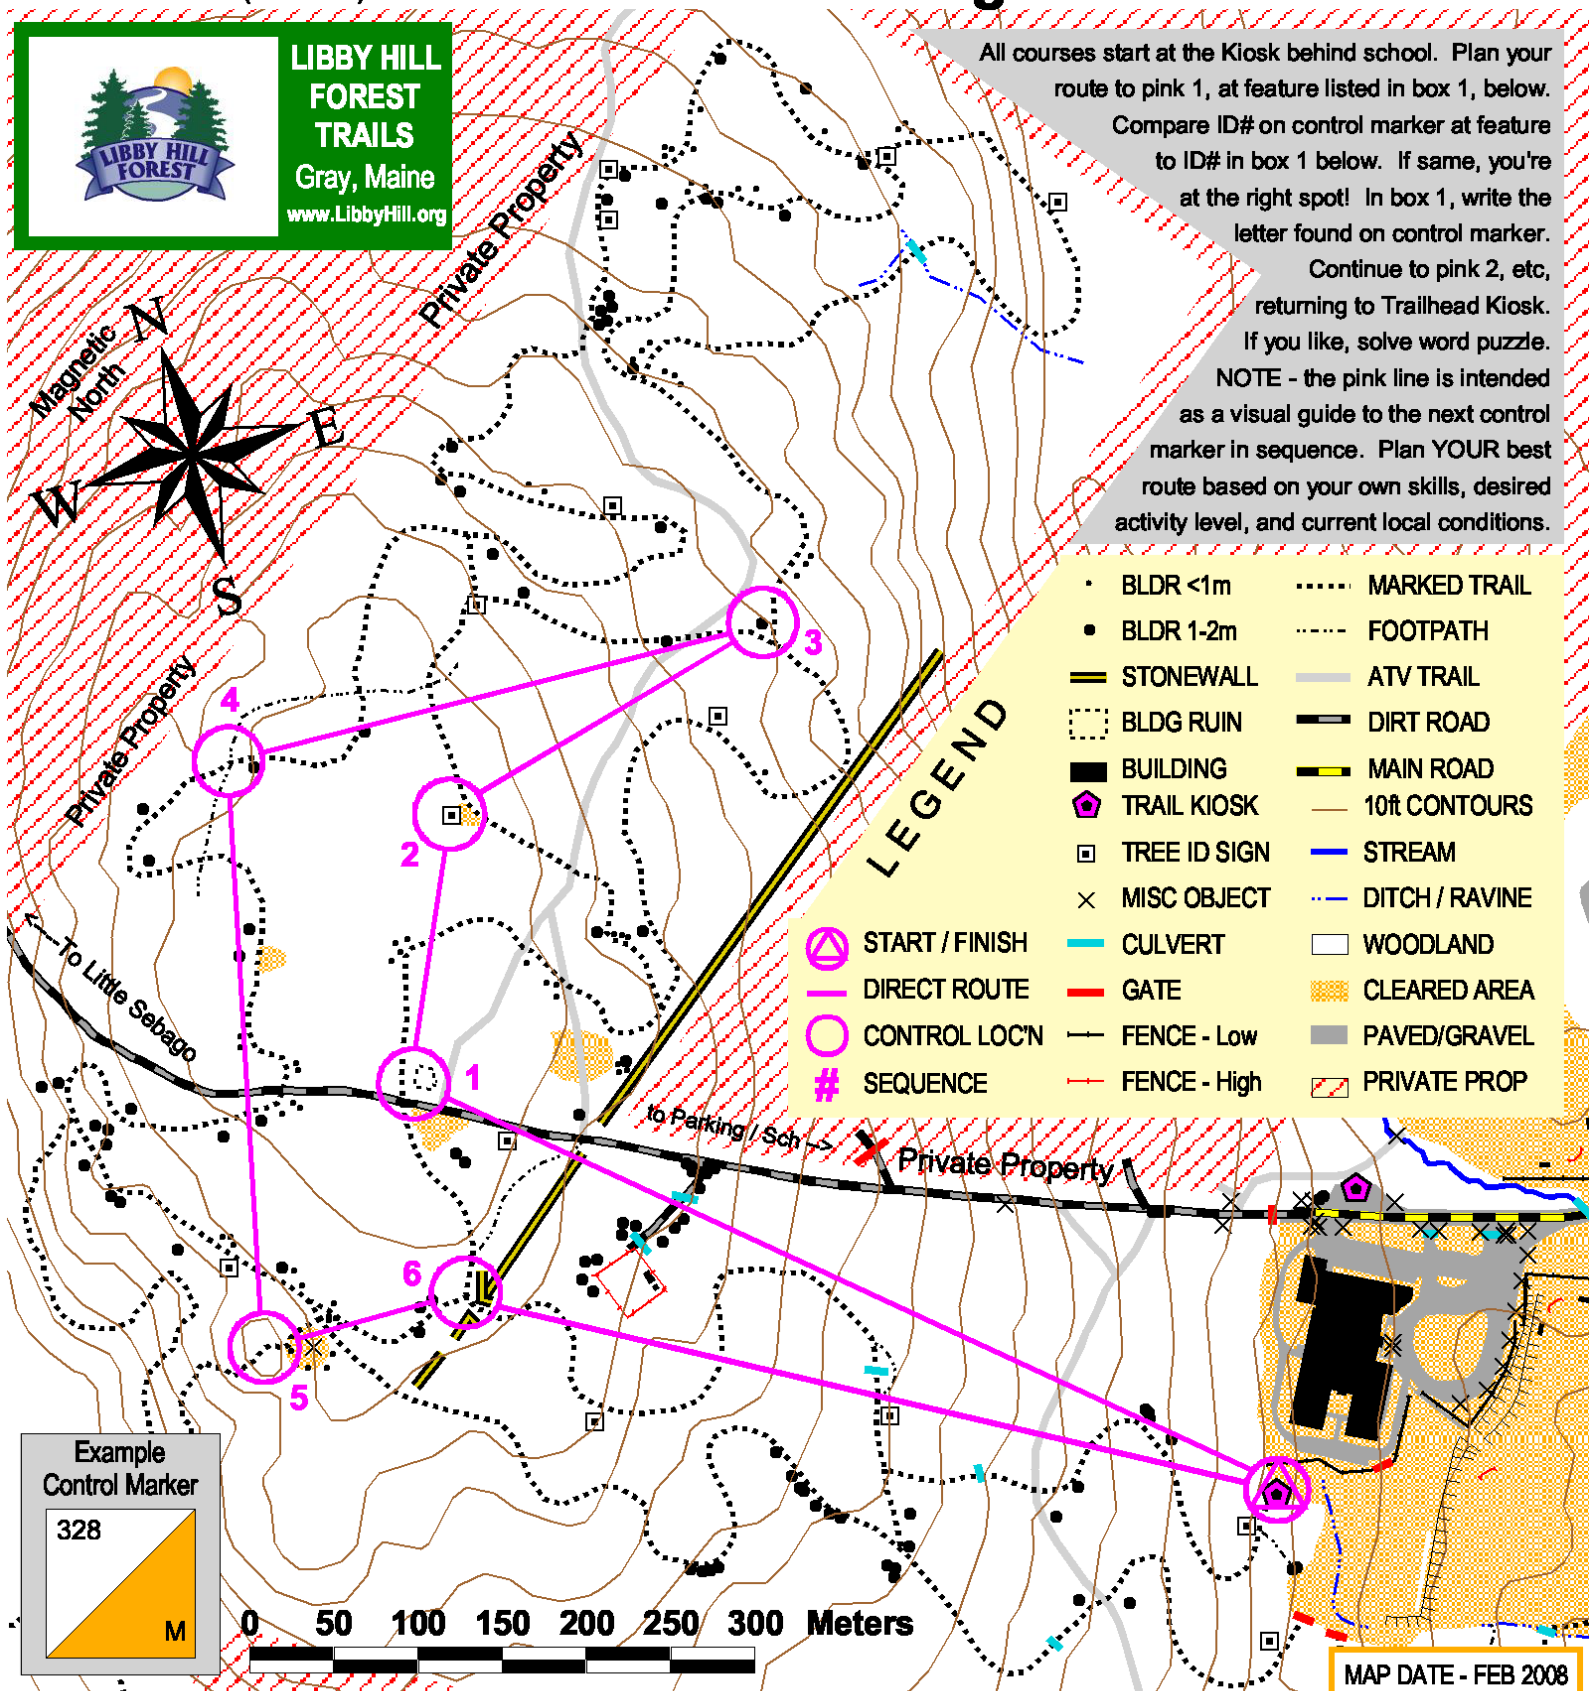 LIBBY HILL
FOREST
TRAILS
Gray, Maine
www.LibbyHill.org
LIBBY HILL
FOREST
All courses start at the Kiosk behind school. Plan your
route to pink 1, at feature listed in box 1, below.
Compare ID# on control marker at feature
to ID# in box 1 below. If same, you're
at the right spot! In box 1, write the
letter found on control marker.
Continue to pink 2, etc,
returning to Trailhead Kiosk.
If you like, solve word puzzle.
NOTE - the pink line is intended
as a visual guide to the next control
marker in sequence. Plan YOUR best
route based on your own skills, desired
activity level, and current local conditions.
Private Property
Magnetic
North
N
E
W
S
Private Property
LEGEND
BLDR <1m
BLDR 1-2m
STONEWALL
BLDG RUIN
BUILDING
TRAIL KIOSK
TREE ID SIGN
MISC OBJECT
CULVERT
GATE
FENCE - Low
FENCE - High
MARKED TRAIL
FOOTPATH
ATV TRAIL
DIRT ROAD
MAIN ROAD
10ft CONTOURS
STREAM
DITCH / RAVINE
WOODLAND
CLEARED AREA
PAVED/GRAVEL
PRIVATE PROP
START / FINISH
DIRECT ROUTE
CONTROL LOC'N
# SEQUENCE
3
4
2
1
6
5
<--- To Little Sebago
to Parking / Sch -->
Private Property
Example
Control Marker
328
M
0 50 100 150 200 250 300 Meters
MAP DATE - FEB 2008